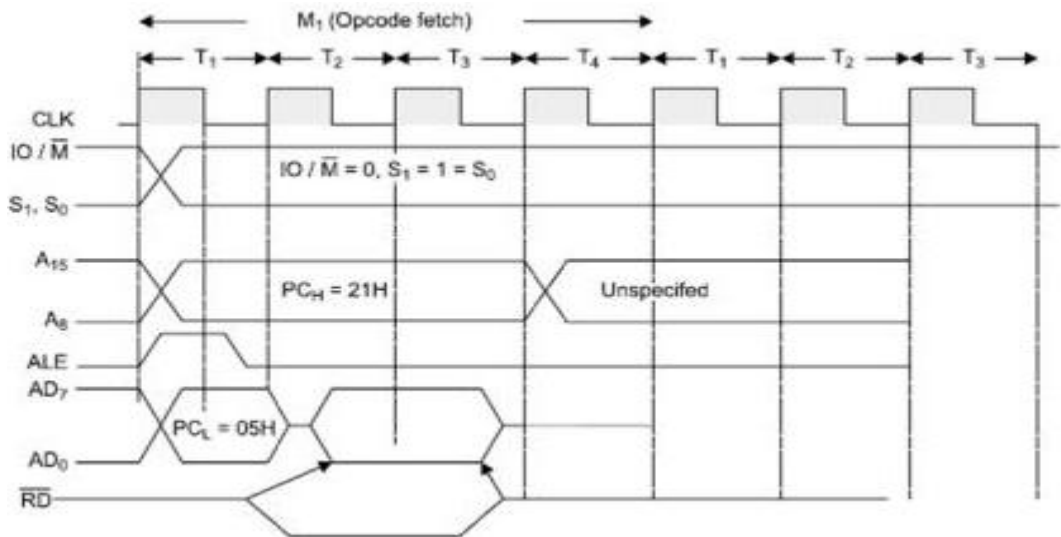 M₁ (Opcode fetch)
T₁ T₂ T₃ T₄ T₁ T₂ T₃
CLK
IO / M̅
IO / M̅ = 0, S₁ = 1 = S₀
S₁, S₀
A₁₅
PC_H = 21H
Unspecifed
A₈
ALE
AD₇
PC_L = 05H
AD₀
R̅D̅